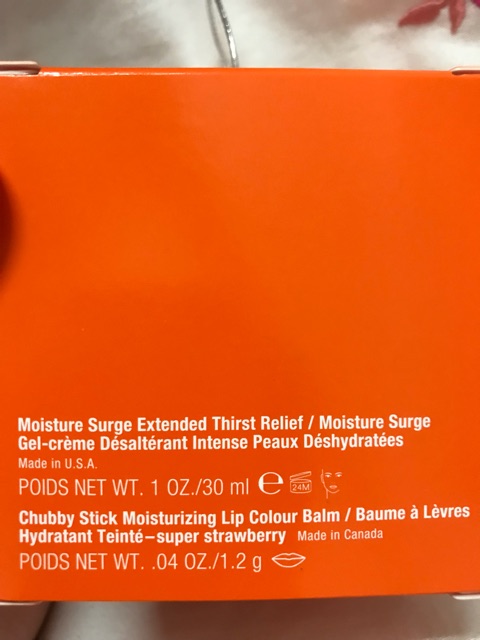 Moisture Surge Extended Thirst Relief / Moisture Surge
Gel-crème Désaltérant Intense Peaux Déshydratées
Made in U.S.A.
POIDS NET WT. 1 OZ./30 ml ℮ 24M
Chubby Stick Moisturizing Lip Colour Balm / Baume à Lèvres
Hydratant Teinté–super strawberry Made in Canada
POIDS NET WT. .04 OZ./1.2 g